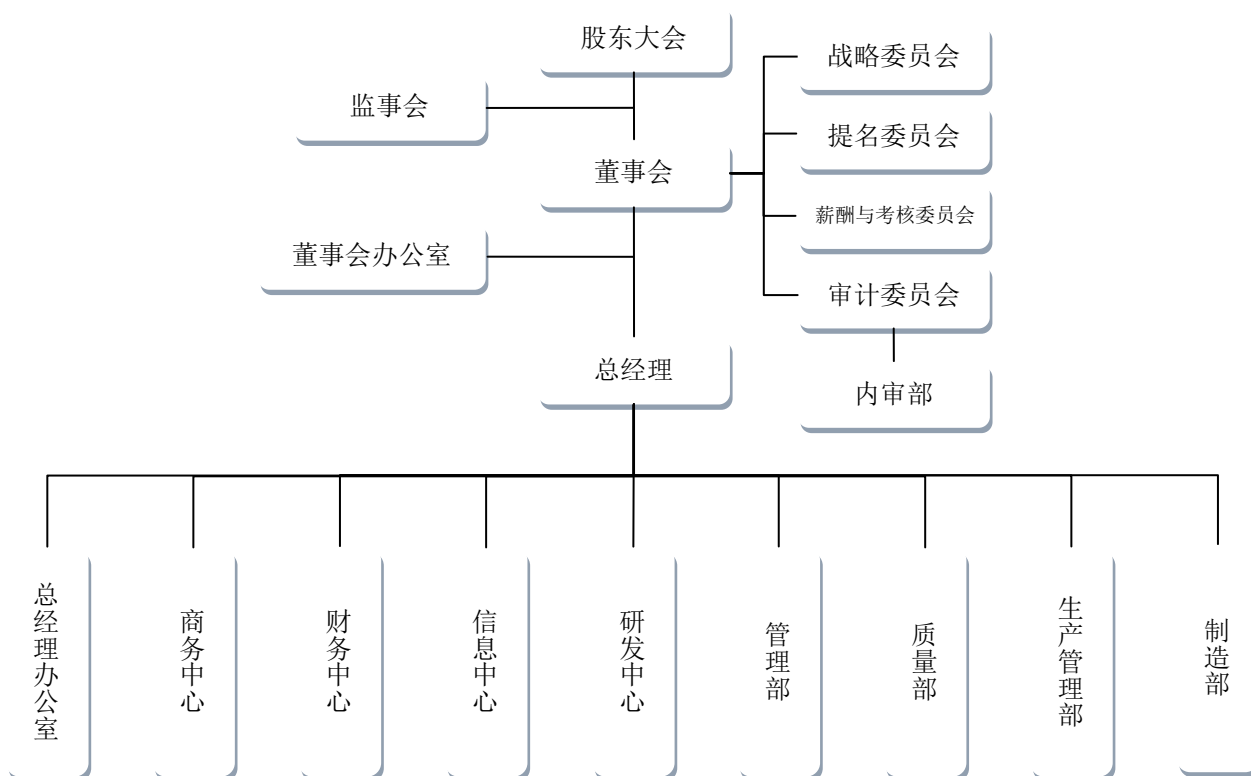 股东大会
战略委员会
监事会
提名委员会
董事会
薪酬与考核委员会
董事会办公室
审计委员会
总经理
内审部
总经理办公室
商务中心
财务中心
信息中心
研发中心
管理部
质量部
生产管理部
制造部